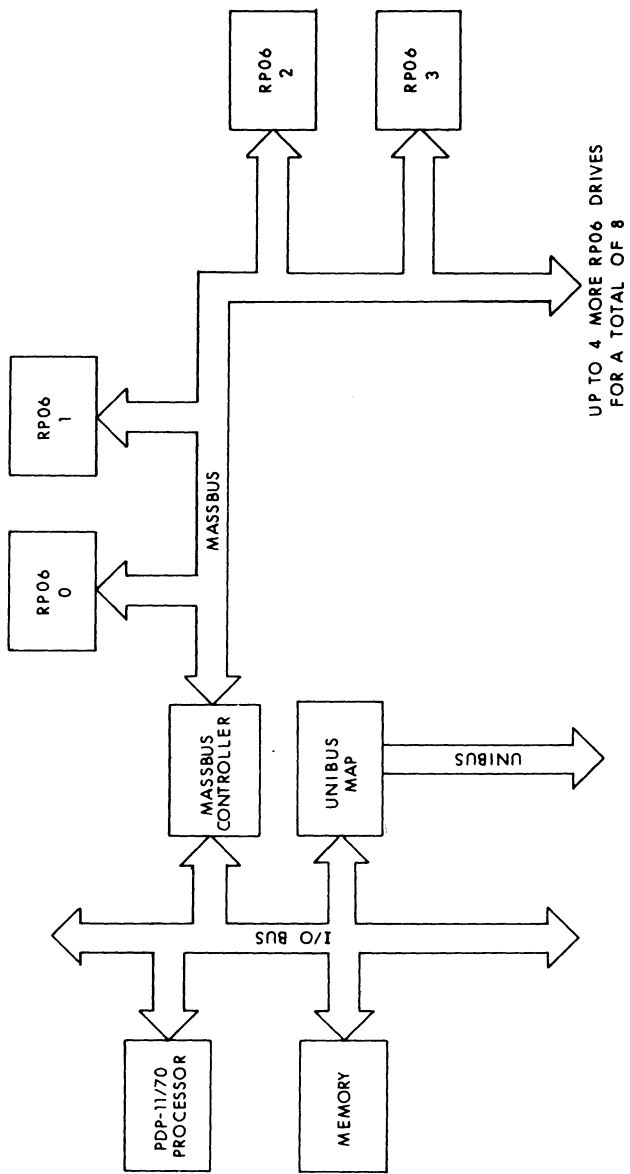 PDP-11/70
PROCESSOR
MEMORY
I/O BUS
MASSBUS
CONTROLLER
UNIBUS
MAP
UNIBUS
MASSBUS
RP06
0
RP06
1
RP06
2
RP06
3
UP TO 4 MORE RP06 DRIVES
FOR A TOTAL OF 8